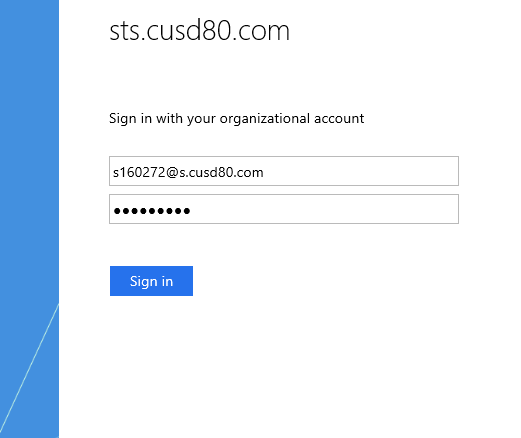 sts.cusd80.com
Sign in with your organizational account
s160272@s.cusd80.com
●●●●●●●●●
Sign in